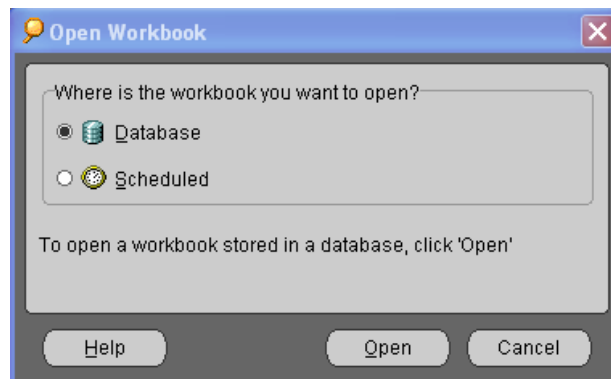 Open Workbook
Where is the workbook you want to open?
Database
Scheduled
To open a workbook stored in a database, click 'Open'
Help
Open
Cancel